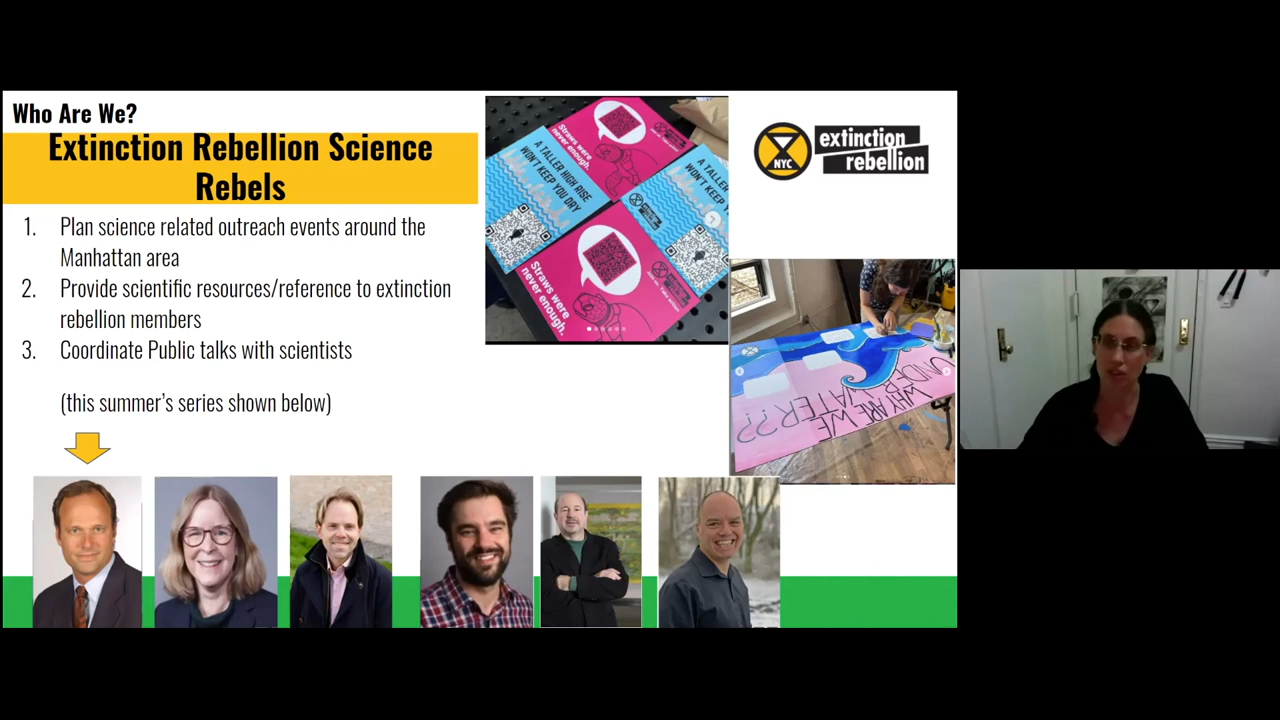 Who Are We?
Extinction Rebellion Science
Rebels
1. Plan science related outreach events around the
Manhattan area
2. Provide scientific resources/reference to extinction
rebellion members
3. Coordinate Public talks with scientists
(this summer's series shown below)
Straws were
never enough.
A TALLER HIGH RISE
WON'T KEEP YOU DRY
A TALLER
WON'T KEEP
Straws were
never enough.
NYC
extinction
rebellion
WHY ARE WE
UNDER WATER??